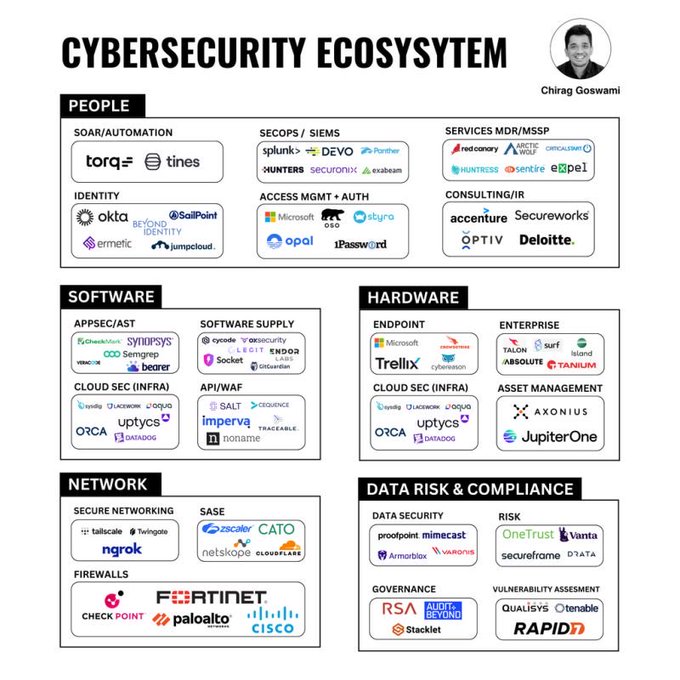 CYBERSECURITY ECOSYSYTEM
Chirag Goswami
PEOPLE
SOAR/AUTOMATION
torq
tines
SECOPS / SIEMS
splunk>
DEVO
Panther
HUNTERS
securonix
exabeam
SERVICES MDR/MSSP
red canary
ARCTIC WOLF
CRITICALSTART
HUNTRESS
esentire
expel
IDENTITY
okta
SailPoint
BEYOND IDENTITY
ermetic
jumpcloud.
ACCESS MGMT + AUTH
Microsoft
OSO
styra
opal
1Password
CONSULTING/IR
accenture
Secureworks
OPTIV
Deloitte.
SOFTWARE
APPSEC/AST
CheckMarx
SYNOPSYS
Semgrep
VERACODE
bearer
SOFTWARE SUPPLY
cycode
oxsecurity
LEGIT
Socket
ENDOR LABS
GitGuardian
CLOUD SEC (INFRA)
sysdig
LACEWORK
aqua
uptycs
ORCA
DATADOG
API/WAF
SALT
CEQUENCE
imperva
TRACEABLE.
noname
HARDWARE
ENDPOINT
Microsoft
CROWDSTRIKE
Trellix
cybereason
ENTERPRISE
TALON
surf
Island
ABSOLUTE
TANIUM
CLOUD SEC (INFRA)
sysdig
LACEWORK
aqua
uptycs
ORCA
DATADOG
ASSET MANAGEMENT
AXONIUS
JupiterOne
NETWORK
SECURE NETWORKING
tailscale
Twingate
ngrok
SASE
zscaler
CATO
netskope
CLOUDFLARE
FIREWALLS
CHECK POINT
FORTINET
paloalto
NETWORKS
CISCO
DATA RISK & COMPLIANCE
DATA SECURITY
proofpoint
mimecast
Armorblox
VARONIS
RISK
OneTrust
Vanta
secureframe
DRATA
GOVERNANCE
RSA
AUDIT+ BEYOND
Stacklet
VULNERABILITY ASSESMENT
QUALISYS
tenable
RAPID7